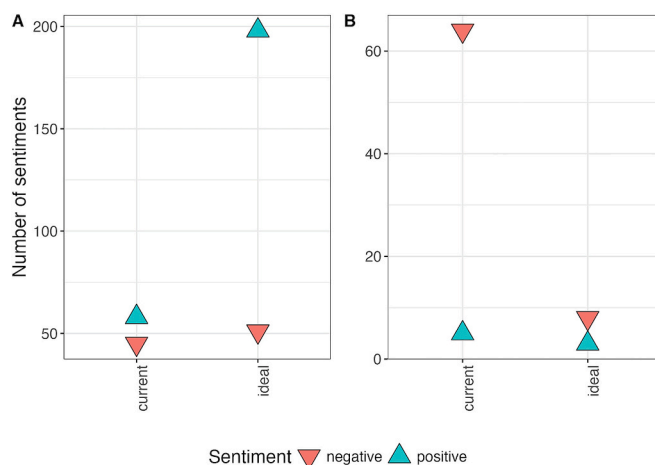 A
B
Number of sentiments
200
150
100
50
60
40
20
0
current
ideal
current
ideal
Sentiment negative positive